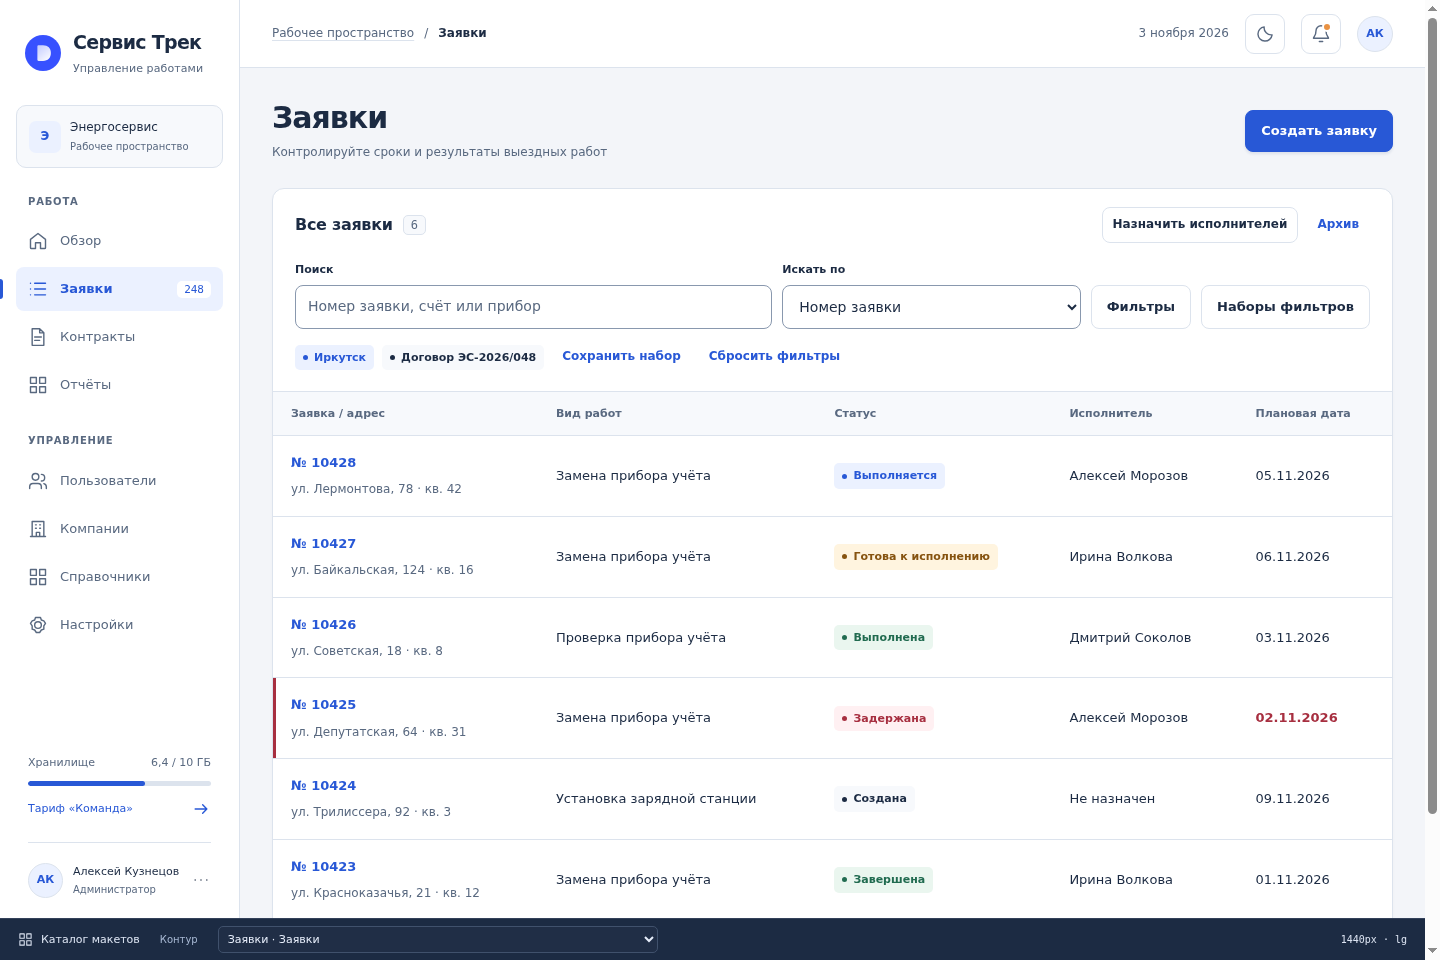 Сервис Трек
Управление работами
Э
Энергосервис
Рабочее пространство
РАБОТА
Обзор
Заявки 248
Контракты
Отчёты
УПРАВЛЕНИЕ
Пользователи
Компании
Справочники
Настройки
Хранилище 6,4 / 10 ГБ
Тариф «Команда»
АК
Алексей Кузнецов
Администратор
Рабочее пространство / Заявки
3 ноября 2026
АК
Заявки
Контролируйте сроки и результаты выездных работ
Создать заявку
Все заявки 6
Назначить исполнителей Архив
Поиск Искать по
Номер заявки, счёт или прибор Номер заявки Фильтры Наборы фильтров
Иркутск Договор ЭС-2026/048 Сохранить набор Сбросить фильтры
Заявка / адрес Вид работ Статус Исполнитель Плановая дата
№ 10428
ул. Лермонтова, 78 · кв. 42
Замена прибора учёта Выполняется Алексей Морозов 05.11.2026
№ 10427
ул. Байкальская, 124 · кв. 16
Замена прибора учёта Готова к исполнению Ирина Волкова 06.11.2026
№ 10426
ул. Советская, 18 · кв. 8
Проверка прибора учёта Выполнена Дмитрий Соколов 03.11.2026
№ 10425
ул. Депутатская, 64 · кв. 31
Замена прибора учёта Задержана Алексей Морозов 02.11.2026
№ 10424
ул. Трилиссера, 92 · кв. 3
Установка зарядной станции Создана Не назначен 09.11.2026
№ 10423
ул. Красноказачья, 21 · кв. 12
Замена прибора учёта Завершена Ирина Волкова 01.11.2026
Каталог макетов Контур Заявки · Заявки 1440px · lg